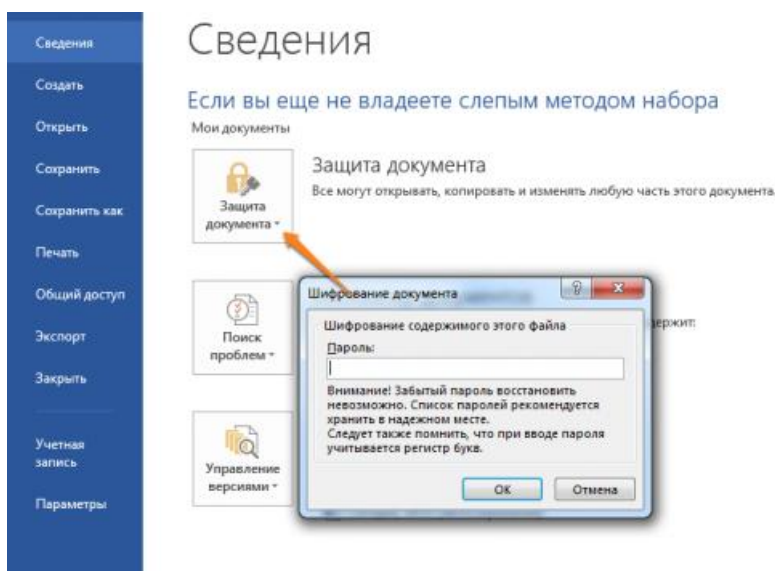 Сведения
Создать
Открыть
Сохранить
Сохранить как
Печать
Общий доступ
Экспорт
Закрыть
Учетная
запись
Параметры
Сведения
Если вы еще не владеете слепым методом набора
Мои документы
Защита
документа
Защита документа
Все могут открывать, копировать и изменять любую часть этого документа
Поиск
проблем
Управление
версиями
Шифрование документа
Шифрование содержимого этого файла
Пароль:
Внимание! Забытый пароль восстановить
невозможно. Список паролей рекомендуется
хранить в надежном месте.
Следует также помнить, что при вводе пароля
учитывается регистр букв.
ОК
Отмена